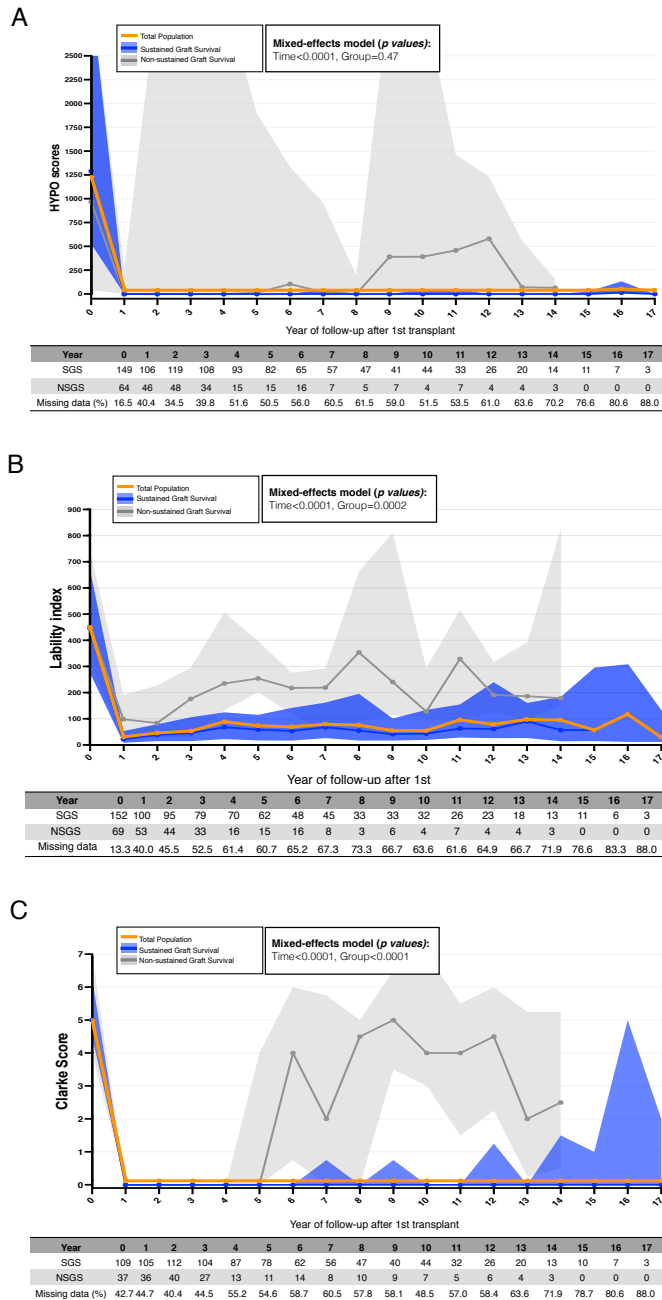 A
Total Population
Sustained Graft Survival
Non-sustained Graft Survival
Mixed-effects model (p values):
Time<0.0001, Group=0.47
HYPO scores
2500
2250
2000
1750
1500
1250
1000
750
500
250
0
0 1 2 3 4 5 6 7 8 9 10 11 12 13 14 15 16 17
Year of follow-up after 1st transplant
Year 0 1 2 3 4 5 6 7 8 9 10 11 12 13 14 15 16 17
SGS 149 106 119 108 93 82 65 57 47 41 44 33 26 20 14 11 7 3
NSGS 64 46 48 34 15 15 16 7 5 7 4 7 4 4 3 0 0 0
Missing data (%) 16.5 40.4 34.5 39.8 51.6 50.5 56.0 60.5 61.5 59.0 51.5 53.5 61.0 63.6 70.2 76.6 80.6 88.0
B
Total Population
Sustained Graft Survival
Non-sustained Graft Survival
Mixed-effects model (p values):
Time<0.0001, Group=0.0002
Lability index
900
800
700
600
500
400
300
200
100
0
0 1 2 3 4 5 6 7 8 9 10 11 12 13 14 15 16 17
Year of follow-up after 1st
Year 0 1 2 3 4 5 6 7 8 9 10 11 12 13 14 15 16 17
SGS 152 100 95 79 70 62 48 45 33 33 32 26 23 18 13 11 6 3
NSGS 69 53 44 33 16 15 16 8 3 6 4 7 4 4 3 0 0 0
Missing data 13.3 40.0 45.5 52.5 61.4 60.7 65.2 67.3 73.3 66.7 63.6 61.6 64.9 66.7 71.9 76.6 83.3 88.0
C
Total Population
Sustained Graft Survival
Non-sustained Graft Survival
Mixed-effects model (p values):
Time<0.0001, Group<0.0001
Clarke Score
7
6
5
4
3
2
1
0
0 1 2 3 4 5 6 7 8 9 10 11 12 13 14 15 16 17
Year of follow-up after 1st transplant
Year 0 1 2 3 4 5 6 7 8 9 10 11 12 13 14 15 16 17
SGS 109 105 112 104 87 78 62 56 47 40 44 32 26 20 13 10 7 3
NSGS 37 36 40 27 13 11 14 8 10 9 7 5 6 4 3 0 0 0
Missing data (%) 42.7 44.7 40.4 44.5 55.2 54.6 58.7 60.5 57.8 58.1 48.5 57.0 58.4 63.6 71.9 78.7 80.6 88.0